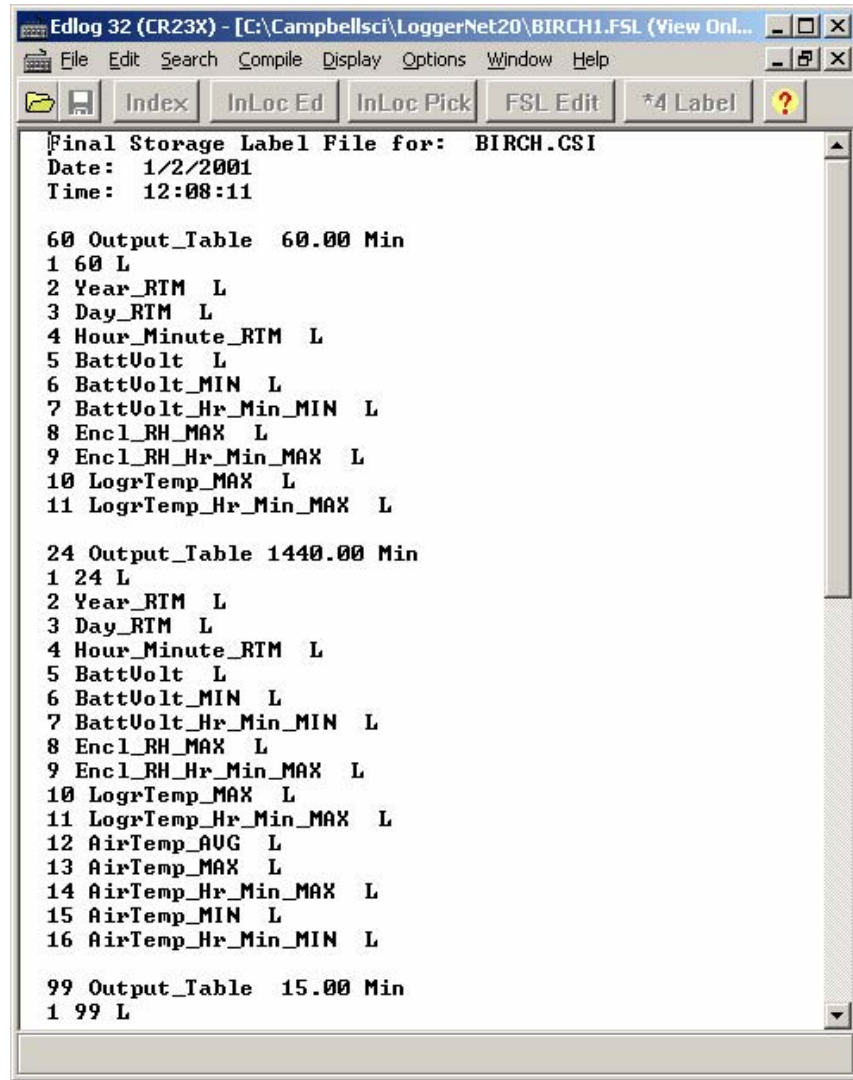 Edlog 32 (CR23X) - [C:\Campbellsci\LoggerNet20\BIRCH1.FSL (View Onl...
File Edit Search Compile Display Options Window Help
Index InLoc Ed InLoc Pick FSL Edit *4 Label ?
Final Storage Label File for: BIRCH.CSI
Date: 1/2/2001
Time: 12:08:11
60 Output_Table 60.00 Min
1 60 L
2 Year_RTM L
3 Day_RTM L
4 Hour_Minute_RTM L
5 BattVolt L
6 BattVolt_MIN L
7 BattVolt_Hr_Min_MIN L
8 Encl_RH_MAX L
9 Encl_RH_Hr_Min_MAX L
10 LogrTemp_MAX L
11 LogrTemp_Hr_Min_MAX L
24 Output_Table 1440.00 Min
1 24 L
2 Year_RTM L
3 Day_RTM L
4 Hour_Minute_RTM L
5 BattVolt L
6 BattVolt_MIN L
7 BattVolt_Hr_Min_MIN L
8 Encl_RH_MAX L
9 Encl_RH_Hr_Min_MAX L
10 LogrTemp_MAX L
11 LogrTemp_Hr_Min_MAX L
12 AirTemp_AVG L
13 AirTemp_MAX L
14 AirTemp_Hr_Min_MAX L
15 AirTemp_MIN L
16 AirTemp_Hr_Min_MIN L
99 Output_Table 15.00 Min
1 99 L